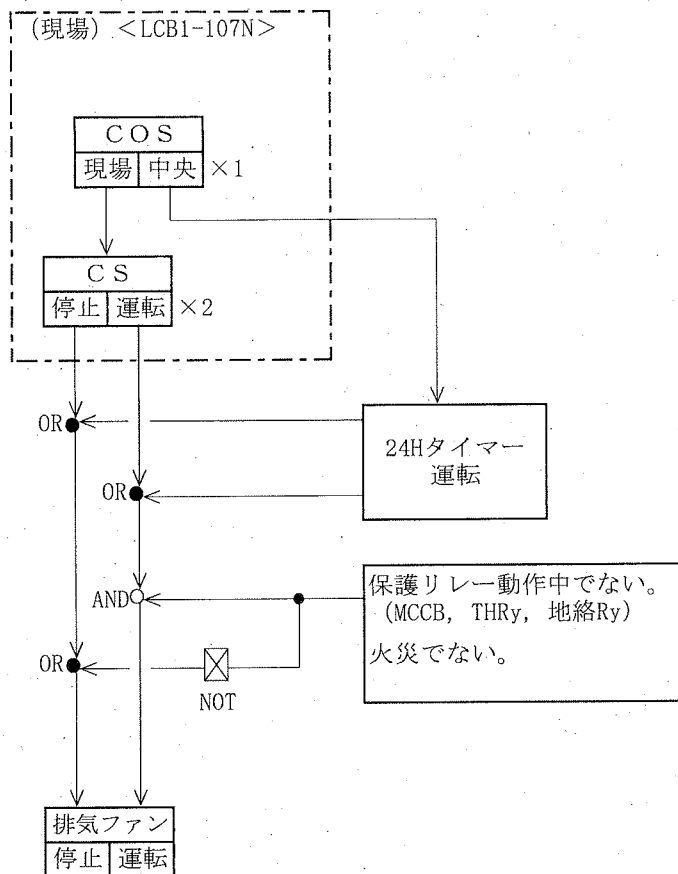 (現場) <LCB1-107N>
COS
現場 中央 ×1
CS
停止 運転 ×2
OR
24Hタイマー
運転
OR
保護リレー動作中でない。
(MCCB, THRy, 地絡Ry)
火災でない。
AND
OR
NOT
排気ファン
停止 運転